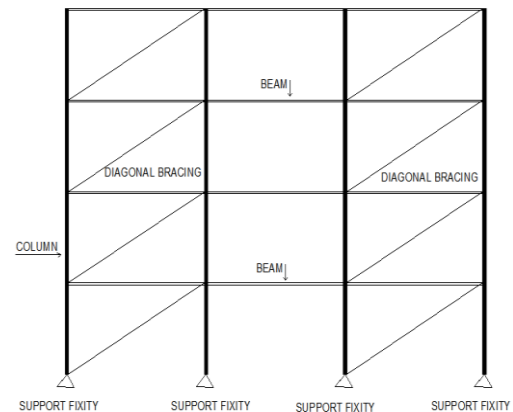 BEAM
DIAGONAL BRACING DIAGONAL BRACING
COLUMN
BEAM
SUPPORT FIXITY SUPPORT FIXITY SUPPORT FIXITY SUPPORT FIXITY